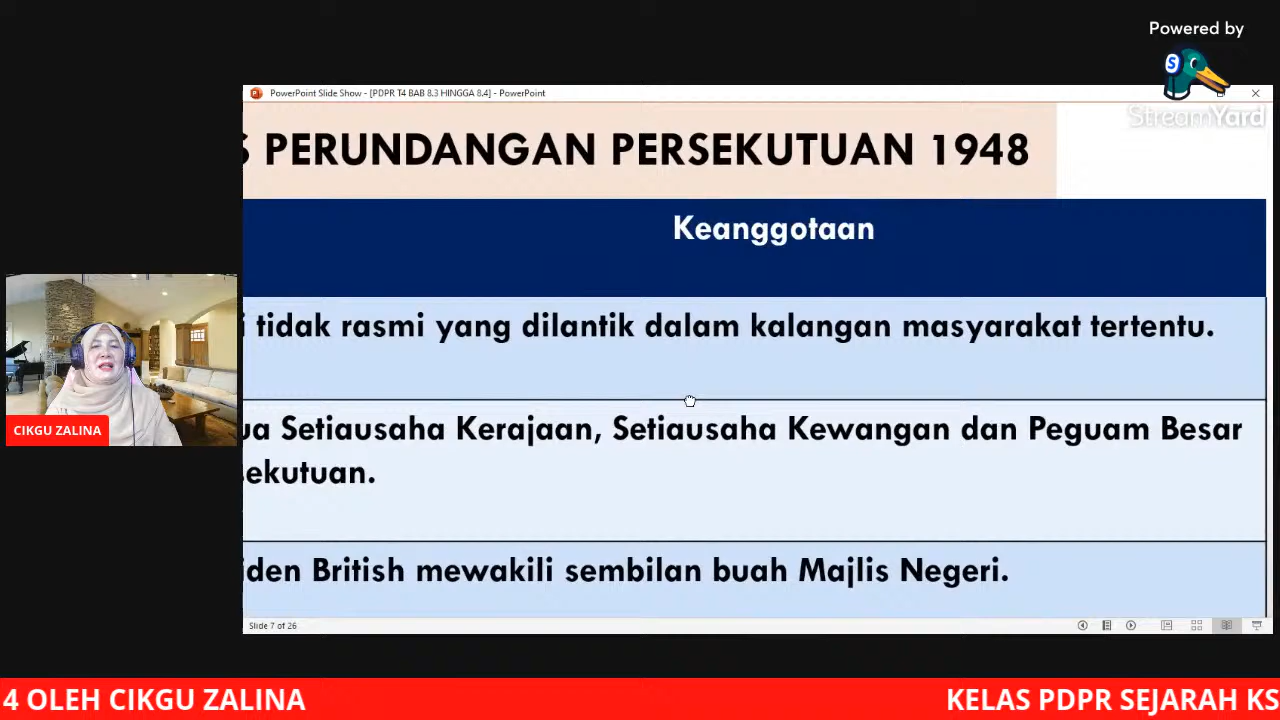 Powered by
StreamYard
PowerPoint Slide Show - [PDPR T4 BAB 8.3 HINGGA 8.4] - PowerPoint
PERUNDANGAN PERSEKUTUAN 1948
Keanggotaan
tidak rasmi yang dilantik dalam kalangan masyarakat tertentu.
Setiausaha Kerajaan, Setiausaha Kewangan dan Peguam Besar
sekutuan.
iden British mewakili sembilan buah Majlis Negeri.
CIKGU ZALINA
Slide 7 of 26
4 OLEH CIKGU ZALINA
KELAS PDPR SEJARAH KS